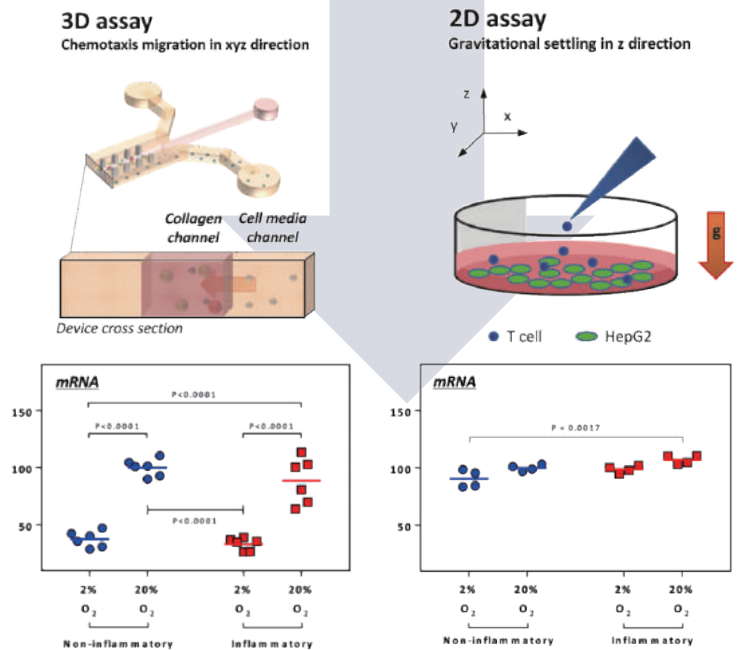 3D assay
Chemotaxis migration in xyz direction
Collagen channel
Cell media channel
Device cross section
mRNA
P<0.0001
P<0.0001
P<0.0001
P<0.0001
150
100
50
2% O2
20% O2
2% O2
20% O2
Non-inflammatory
Inflammatory
2D assay
Gravitational settling in z direction
z
x
y
g
T cell
HepG2
mRNA
P = 0.0017
150
100
50
2% O2
20% O2
2% O2
20% O2
Non-inflammatory
Inflammatory